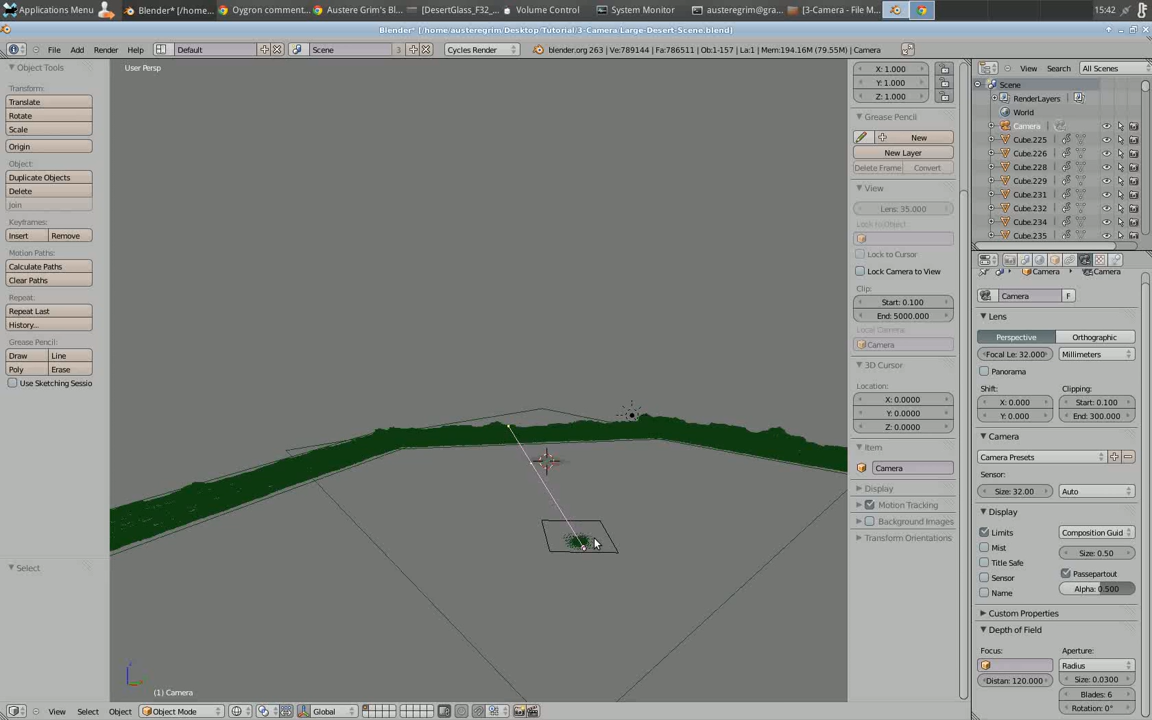 Applications Menu
Blender* [/home...
Oygron comment...
Austere Grim's Bl...
[DesertGlass_F32_...
Volume Control
System Monitor
austeregrim@gra...
[3-Camera - File M...
15:42
Blender* [/home/austeregrim/Desktop Tutorial/3-Camera Large-Desert-Scene.blend]
File
Add
Render
Help
Default
Scene
3
Cycles Render
blender.org 263 | Ve:789144 | Fa:786511 | Ob:1-157 | La:1 | Mem:194.16M (79.55M) | Camera
View
Search
All Scenes
Object Tools
Transform:
Translate
Rotate
Scale
Origin
Object:
Duplicate Objects
Delete
Join
Keyframes:
Insert
Remove
Motion Paths:
Calculate Paths
Clear Paths
Repeat:
Repeat Last
History...
Grease Pencil:
Draw
Line
Poly
Erase
Use Sketching Sessio
Select
User Persp
(1) Camera
X: 1.000
Y: 1.000
Z: 1.000
Grease Pencil
New
New Layer
Delete Frame
Convert
View
Lens: 35.000
Lock to Object:
Lock to Cursor
Lock Camera to View
Clip:
Start: 0.100
End: 5000.000
Local Camera:
Camera
3D Cursor
Location:
X: 0.0000
Y: 0.0000
Z: 0.0000
Item
Camera
Display
Motion Tracking
Background Images
Transform Orientations
Scene
RenderLayers
World
Camera
Cube.225
Cube.226
Cube.228
Cube.229
Cube.231
Cube.232
Cube.234
Cube.235
Camera
Camera
Camera
F
Lens
Perspective
Orthographic
Focal Le: 32.000
Millimeters
Panorama
Shift:
Clipping:
X: 0.000
Start: 0.100
Y: 0.000
End: 300.000
Camera
Camera Presets
Sensor:
Size: 32.00
Auto
Display
Limits
Composition Guid
Mist
Size: 0.50
Title Safe
Sensor
Passepartout
Name
Alpha: 0.500
Custom Properties
Depth of Field
Focus:
Aperture:
Radius
Distan: 120.000
Size: 0.0300
Blades: 6
Rotation: 0°
View
Select
Object
Object Mode
Global